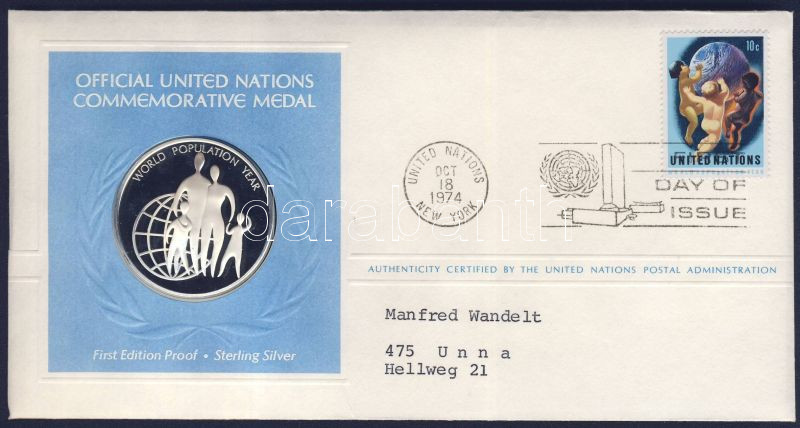 OFFICIAL UNITED NATIONS
COMMEMORATIVE MEDAL
WORLD POPULATION YEAR
First Edition Proof • Sterling Silver
UNITED NATIONS
OCT
18
1974
NEW YORK
10c
UNITED NATIONS
DAY OF
ISSUE
AUTHENTICITY CERTIFIED BY THE UNITED NATIONS POSTAL ADMINISTRATION
Manfred Wandelt
475 U n n a
Hellweg 21
darabanth